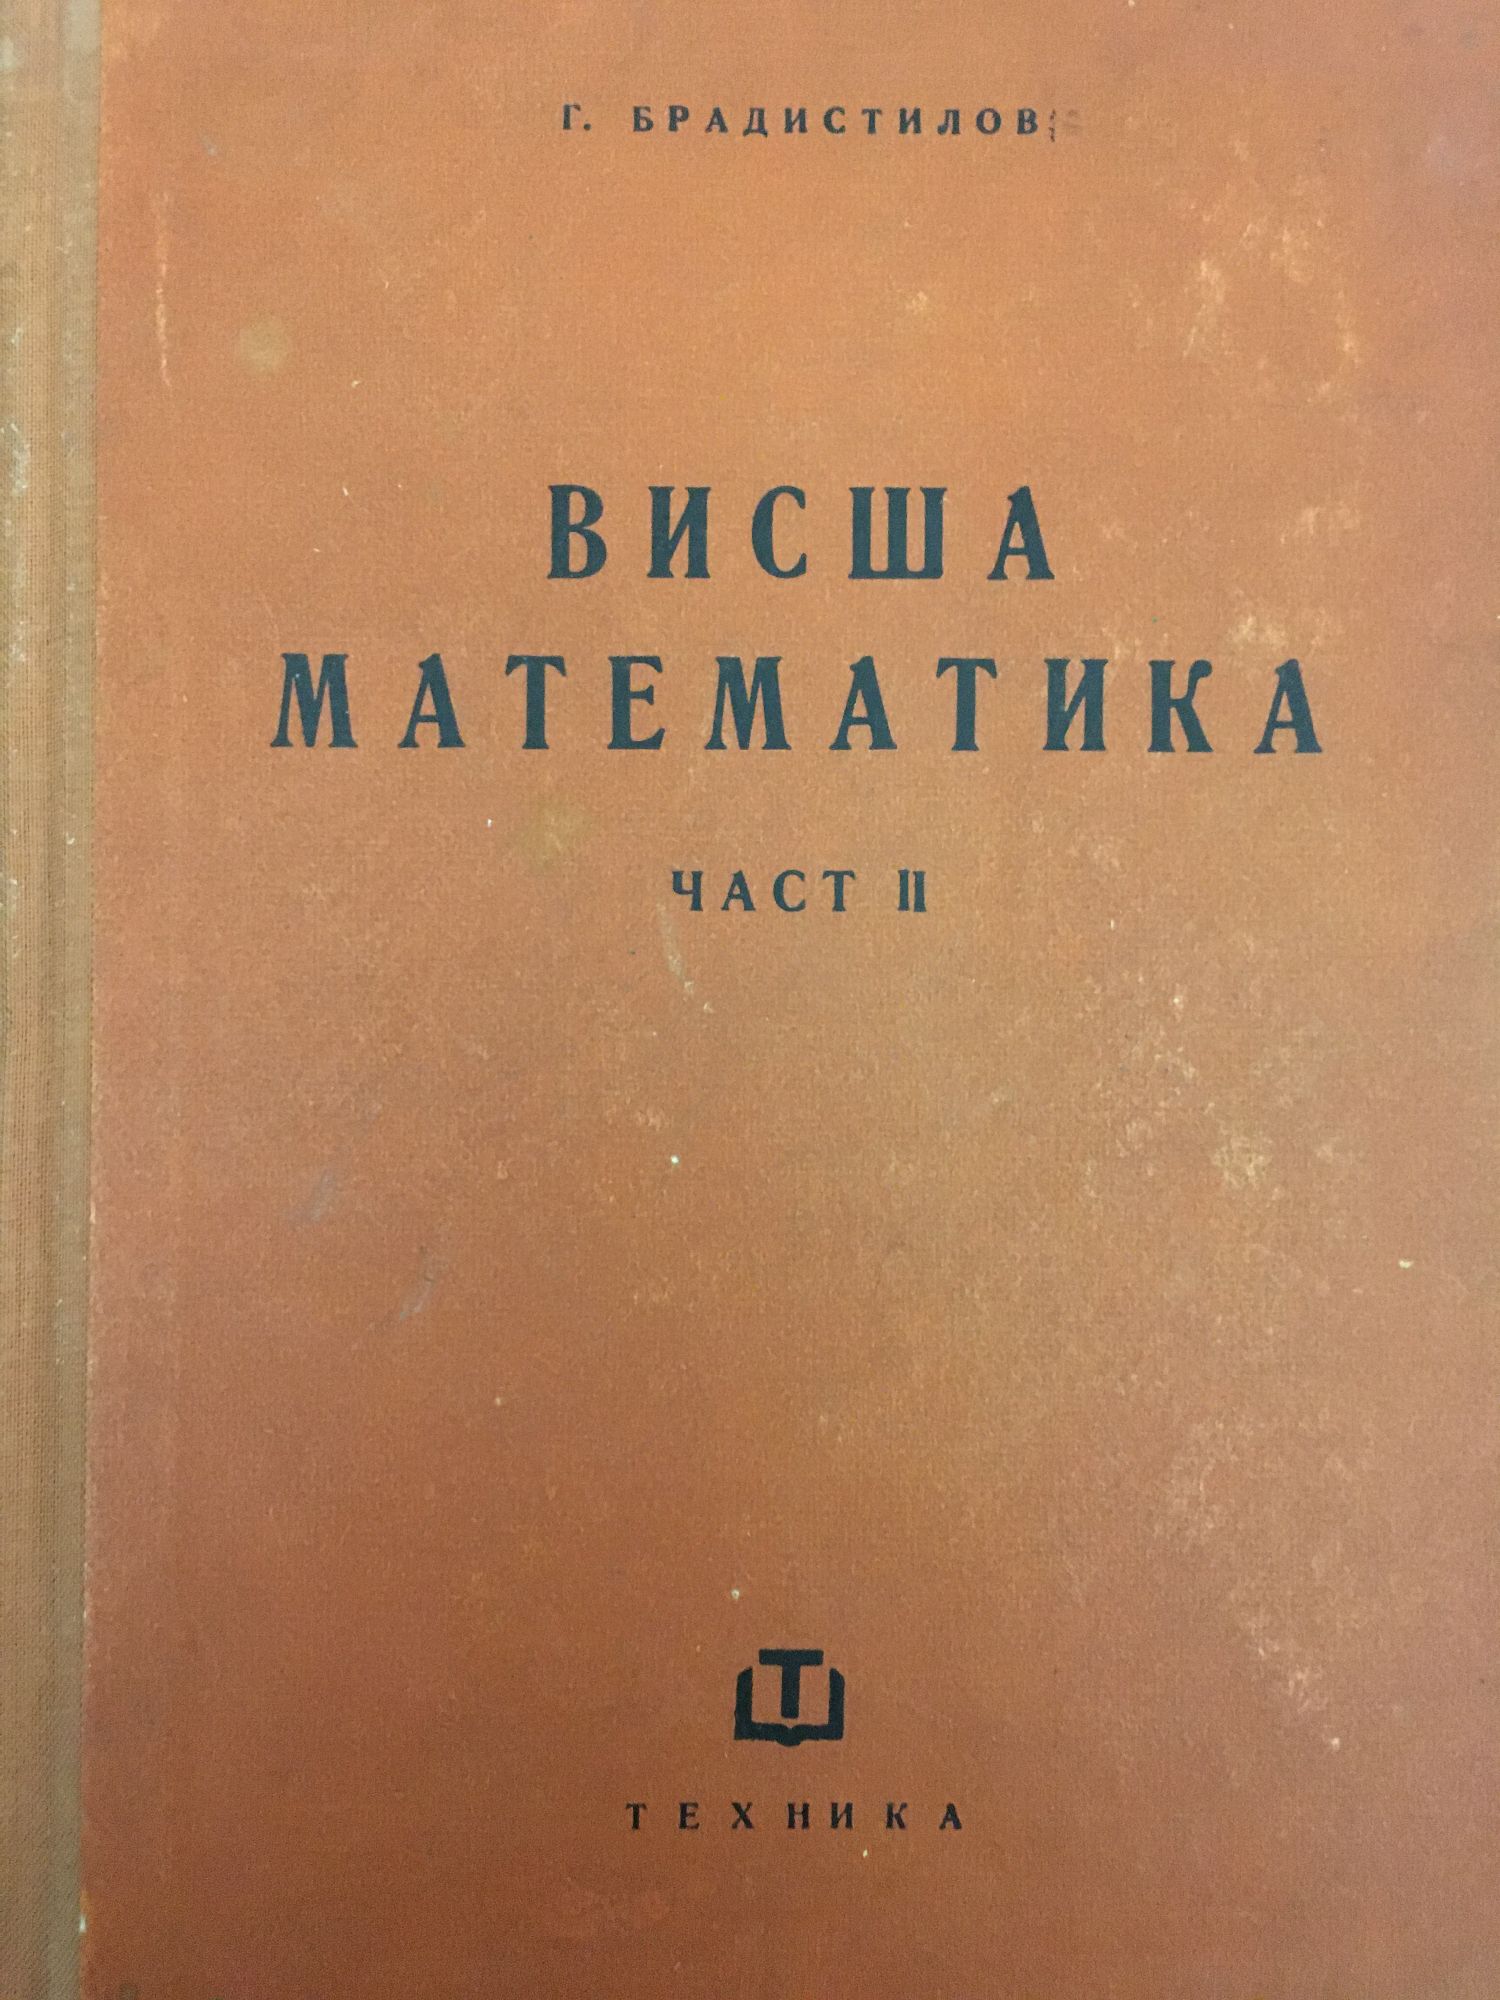 Г. БРАДИСТИЛОВ
ВИСША
МАТЕМАТИКА
ЧАСТ II
Т
ТЕХНИКА